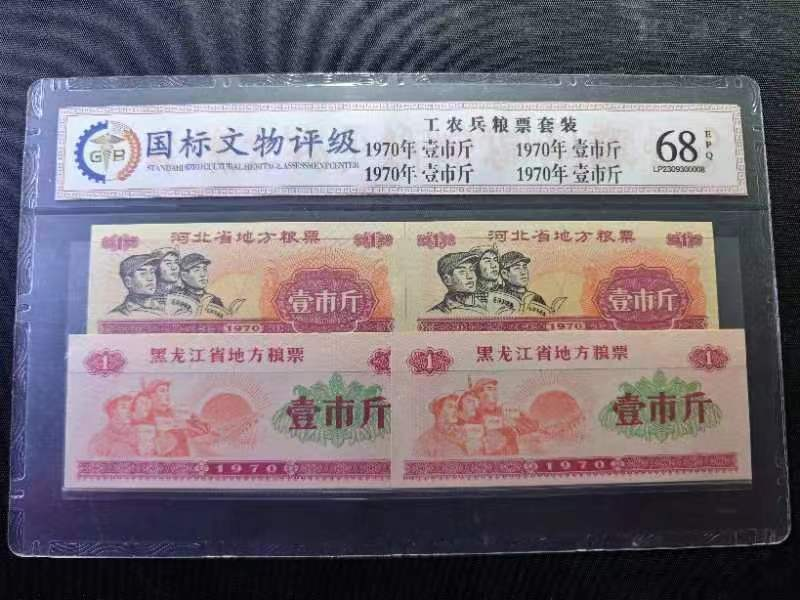 工农兵粮票套装
国标文物评级
1970年 壹市斤 1970年 壹市斤
1970年 壹市斤 1970年 壹市斤
68
EPQ
LP2309300008
GB
河北省地方粮票 河北省地方粮票
壹市斤 壹市斤
1970 1970
1 黑龙江省地方粮票 黑龙江省地方粮票 1
壹市斤 壹市斤
1970 1970